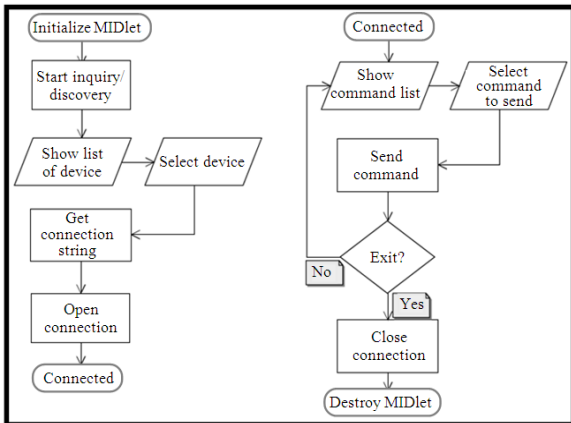 Initialize MIDlet
Start inquiry/
discovery
Show list
of device
Select device
Get
connection
string
Open
connection
Connected
Connected
Show
command list
Select
command
to send
Send
command
Exit?
No
Yes
Close
connection
Destroy MIDlet